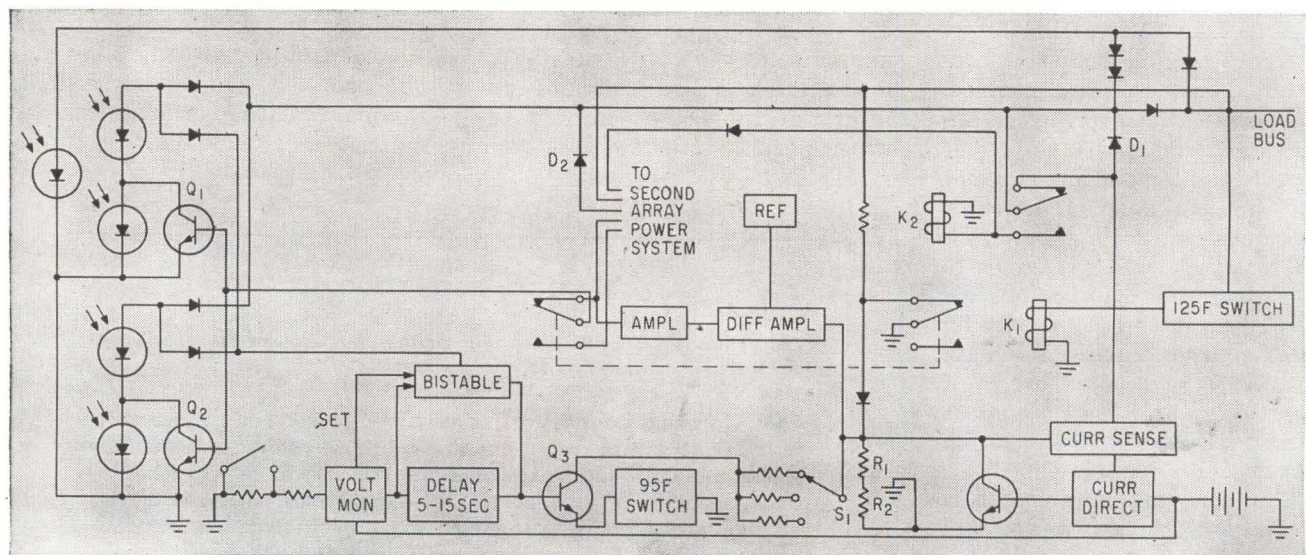 Q1
D2
TO
SECOND
ARRAY
POWER
SYSTEM
REF
K2
D1
LOAD
BUS
AMPL
DIFF AMPL
K1
125F SWITCH
BISTABLE
Q2
SET
VOLT
MON
DELAY
5-15SEC
Q3
95F
SWITCH
S1
R1
R2
CURR SENSE
CURR
DIRECT